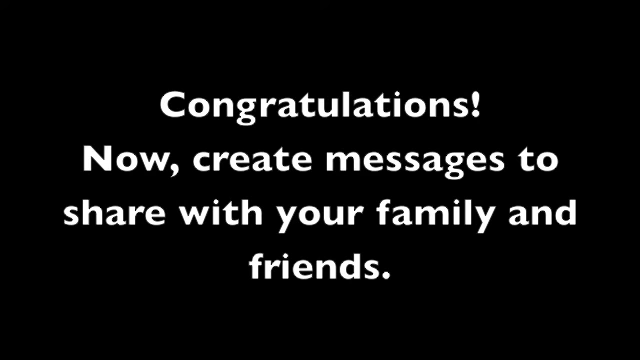 Congratulations!
Now, create messages to
share with your family and
friends.